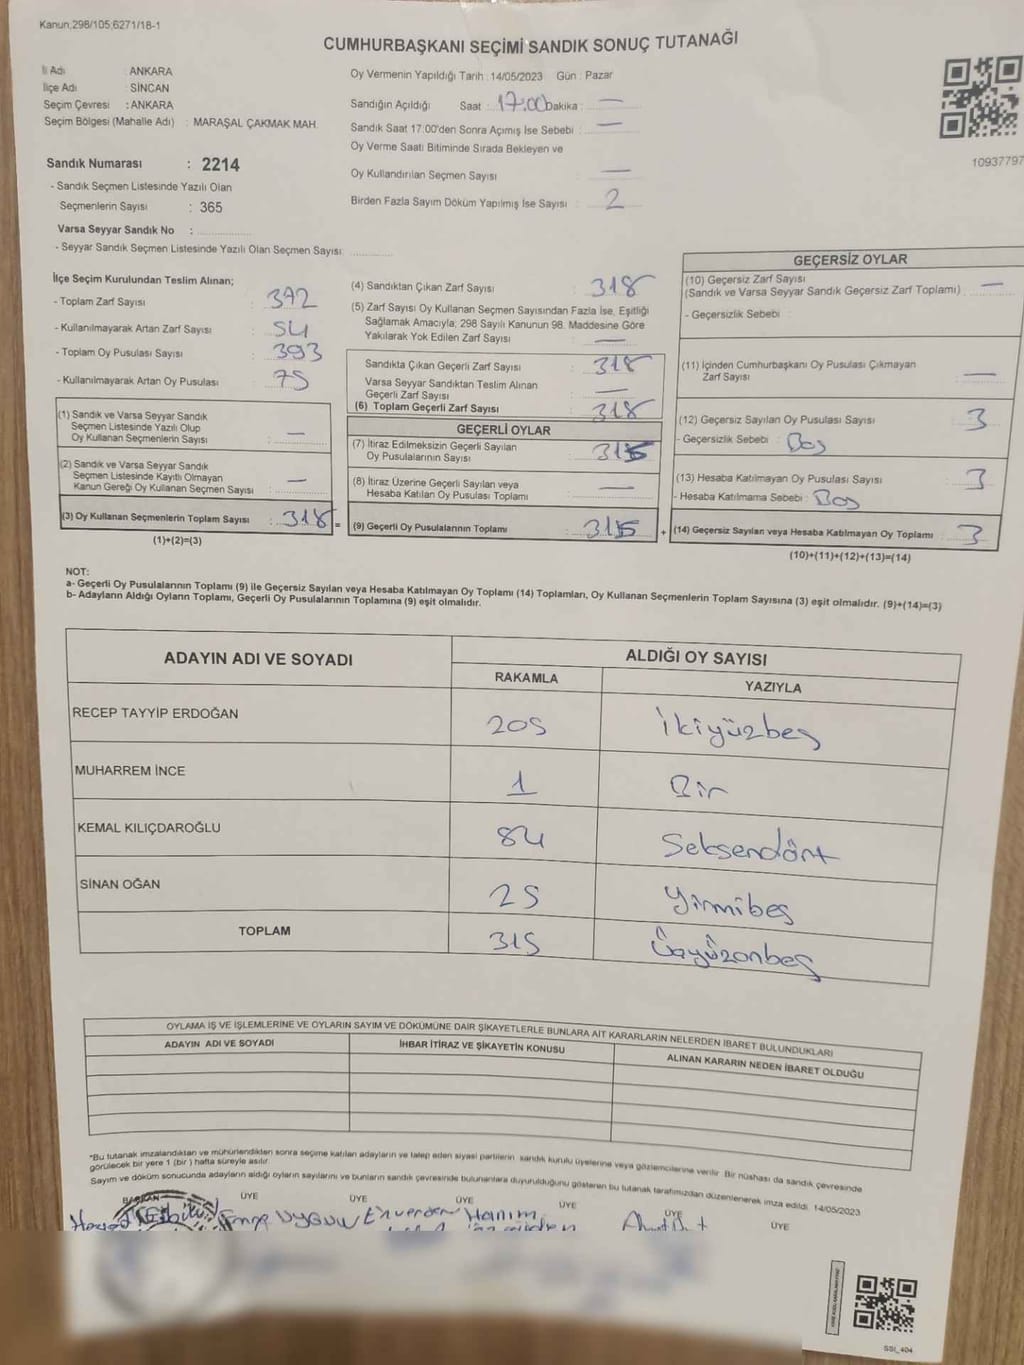 Kanun,298/105,6271/18-1
CUMHURBAŞKANI SEÇİMİ SANDIK SONUÇ TUTANAĞI
İl Adı : ANKARA
İlçe Adı : SİNCAN
Seçim Çevresi : ANKARA
Seçim Bölgesi (Mahalle Adı) : MARAŞAL ÇAKMAK MAH.
Sandık Numarası : 2214
- Sandık Seçmen Listesinde Yazılı Olan
Seçmenlerin Sayısı : 365
Varsa Seyyar Sandık No :
- Seyyar Sandık Seçmen Listesinde Yazılı Olan Seçmen Sayısı:
Oy Vermenin Yapıldığı Tarih : 14/05/2023 Gün : Pazar
Sandığın Açıldığı Saat : 17:00 Dakika : —
Sandık Saat 17:00'den Sonra Açımış İse Sebebi : —
Oy Verme Saati Bitiminde Sırada Bekleyen ve
Oy Kullandırılan Seçmen Sayısı : —
Birden Fazla Sayım Döküm Yapılmış İse Sayısı : 2
10937797
İlçe Seçim Kurulundan Teslim Alınan;
- Toplam Zarf Sayısı : 372
- Kullanılmayarak Artan Zarf Sayısı : 54
- Toplam Oy Pusulası Sayısı : 393
- Kullanılmayarak Artan Oy Pusulası : 75
(1) Sandık ve Varsa Seyyar Sandık
Seçmen Listesinde Yazılı Olup
Oy Kullanan Seçmenlerin Sayısı : —
(2) Sandık ve Varsa Seyyar Sandık
Seçmen Listesinde Kayıtlı Olmayan
Kanun Gereği Oy Kullanan Seçmen Sayısı : —
(3) Oy Kullanan Seçmenlerin Toplam Sayısı : 318 =
(1)+(2)=(3)
(4) Sandıktan Çıkan Zarf Sayısı : 318
(5) Zarf Sayısı Oy Kullanan Seçmen Sayısından Fazla İse, Eşitliği
Sağlamak Amacıyla; 298 Sayılı Kanunun 98. Maddesine Göre
Yakılarak Yok Edilen Zarf Sayısı : —
Sandıkta Çıkan Geçerli Zarf Sayısı : 318
Varsa Seyyar Sandıktan Teslim Alınan
Geçerli Zarf Sayısı : —
(6) Toplam Geçerli Zarf Sayısı : 318
GEÇERLİ OYLAR
(7) İtiraz Edilmeksizin Geçerli Sayılan
Oy Pusulalarının Sayısı : 315
(8) İtiraz Üzerine Geçerli Sayılan veya
Hesaba Katılan Oy Pusulası Toplamı : —
(9) Geçerli Oy Pusulalarının Toplamı : 315 +
GEÇERSİZ OYLAR
(10) Geçersiz Zarf Sayısı
(Sandık ve Varsa Seyyar Sandık Geçersiz Zarf Toplamı) : —
- Geçersizlik Sebebi :
(11) İçinden Cumhurbaşkanı Oy Pusulası Çıkmayan
Zarf Sayısı : —
(12) Geçersiz Sayılan Oy Pusulası Sayısı : 3
- Geçersizlik Sebebi : Boş
(13) Hesaba Katılmayan Oy Pusulası Sayısı : 3
- Hesaba Katılmama Sebebi : Boş
(14) Geçersiz Sayılan veya Hesaba Katılmayan Oy Toplamı : 3
(10)+(11)+(12)+(13)=(14)
NOT:
a- Geçerli Oy Pusulalarının Toplamı (9) ile Geçersiz Sayılan veya Hesaba Katılmayan Oy Toplamı (14) Toplamları, Oy Kullanan Seçmenlerin Toplam Sayısına (3) eşit olmalıdır. (9)+(14)=(3)
b- Adayların Aldığı Oyların Toplamı, Geçerli Oy Pusulalarının Toplamına (9) eşit olmalıdır.
ADAYIN ADI VE SOYADI ALDIĞI OY SAYISI
RAKAMLA YAZIYLA
RECEP TAYYİP ERDOĞAN 205 İkiyüzbeş
MUHARREM İNCE 1 Bir
KEMAL KILIÇDAROĞLU 84 Seksendört
SİNAN OĞAN 25 Yirmibeş
TOPLAM 315 Üçyüzonbeş
OYLAMA İŞ VE İŞLEMLERİNE VE OYLARIN SAYIM VE DÖKÜMÜNE DAİR ŞİKAYETLERLE BUNLARA AİT KARARLARIN NELERDEN İBARET BULUNDUKLARI
ADAYIN ADI VE SOYADI İHBAR İTİRAZ VE ŞİKAYETİN KONUSU ALINAN KARARIN NEDEN İBARET OLDUĞU
*Bu tutanak imzalandıktan ve mühürlendikten sonra seçime katılan adayların ve talep eden siyasi partilerin sandık kurulu üyelerine veya gözlemcilerine verilir. Bir nüshası da sandık çevresinde
görülecek bir yere 1 (bir) hafta süreyle asılır.
Sayım ve döküm sonucunda adayların aldığı oyların sayılarını ve bunların sandık çevresinde bulunanlara duyurulduğunu gösteren bu tutanak tarafımızdan düzenlenerek imza edildi. 14/05/2023
BAŞKAN ÜYE ÜYE ÜYE ÜYE ÜYE ÜYE
UYGUN Hanım
SSI_404